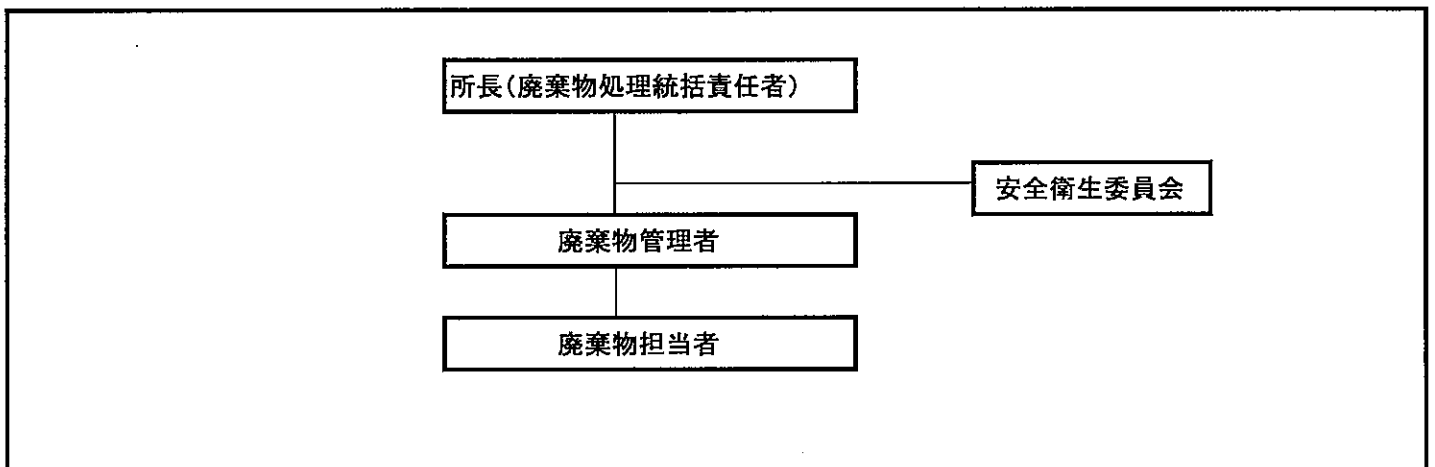 所長(廃棄物処理統括責任者)
安全衛生委員会
廃棄物管理者
廃棄物担当者